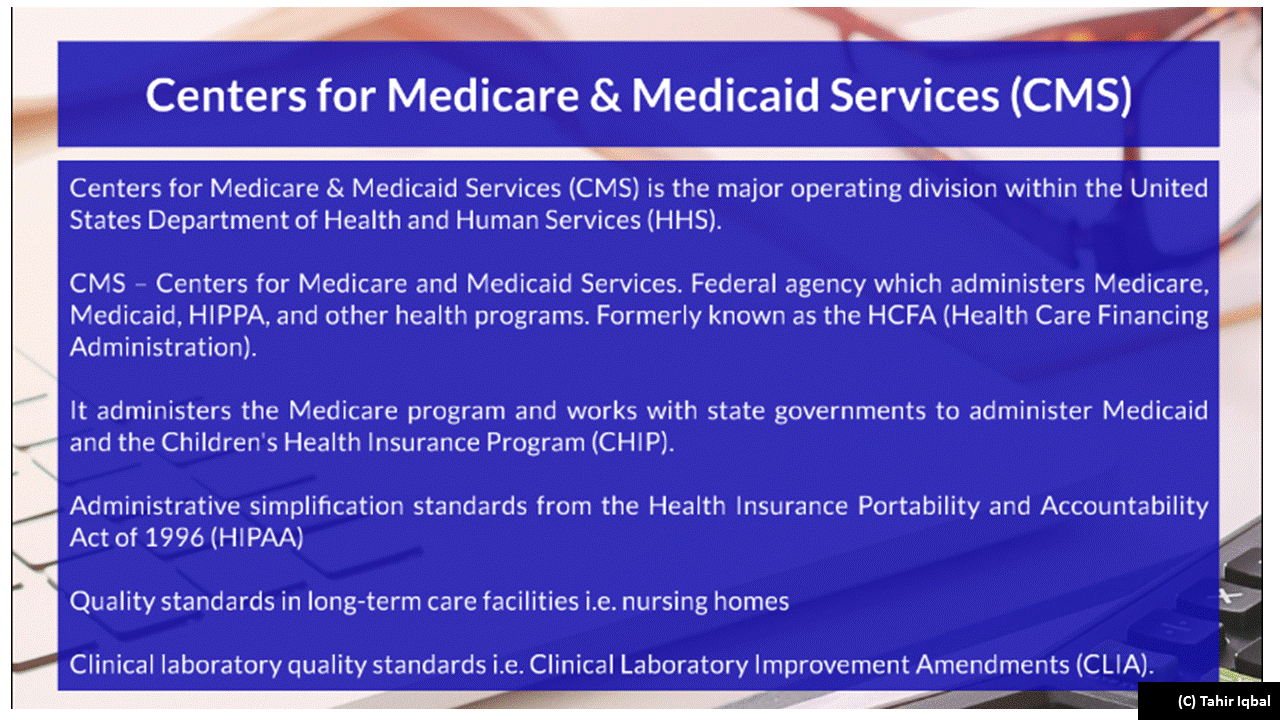 Centers for Medicare & Medicaid Services (CMS)
Centers for Medicare & Medicaid Services (CMS) is the major operating division within the United
States Department of Health and Human Services (HHS).
CMS – Centers for Medicare and Medicaid Services. Federal agency which administers Medicare,
Medicaid, HIPPA, and other health programs. Formerly known as the HCFA (Health Care Financing
Administration).
It administers the Medicare program and works with state governments to administer Medicaid
and the Children's Health Insurance Program (CHIP).
Administrative simplification standards from the Health Insurance Portability and Accountability
Act of 1996 (HIPAA)
Quality standards in long-term care facilities i.e. nursing homes
Clinical laboratory quality standards i.e. Clinical Laboratory Improvement Amendments (CLIA).
(C) Tahir Iqbal